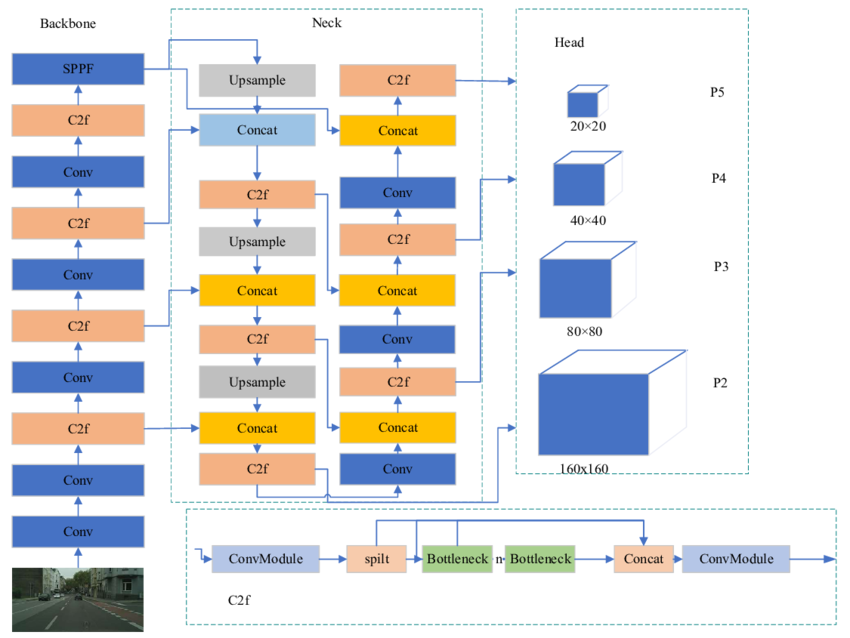 Backbone
SPPF
C2f
Conv
C2f
Conv
C2f
Conv
C2f
Conv
Conv
Neck
Upsample
Concat
C2f
Upsample
Concat
C2f
Upsample
Concat
C2f
C2f
Concat
Conv
C2f
Concat
Conv
C2f
Concat
Conv
Head
P5
20×20
P4
40×40
P3
80×80
P2
160x160
ConvModule
spilt
Bottleneck
n
Bottleneck
Concat
ConvModule
C2f